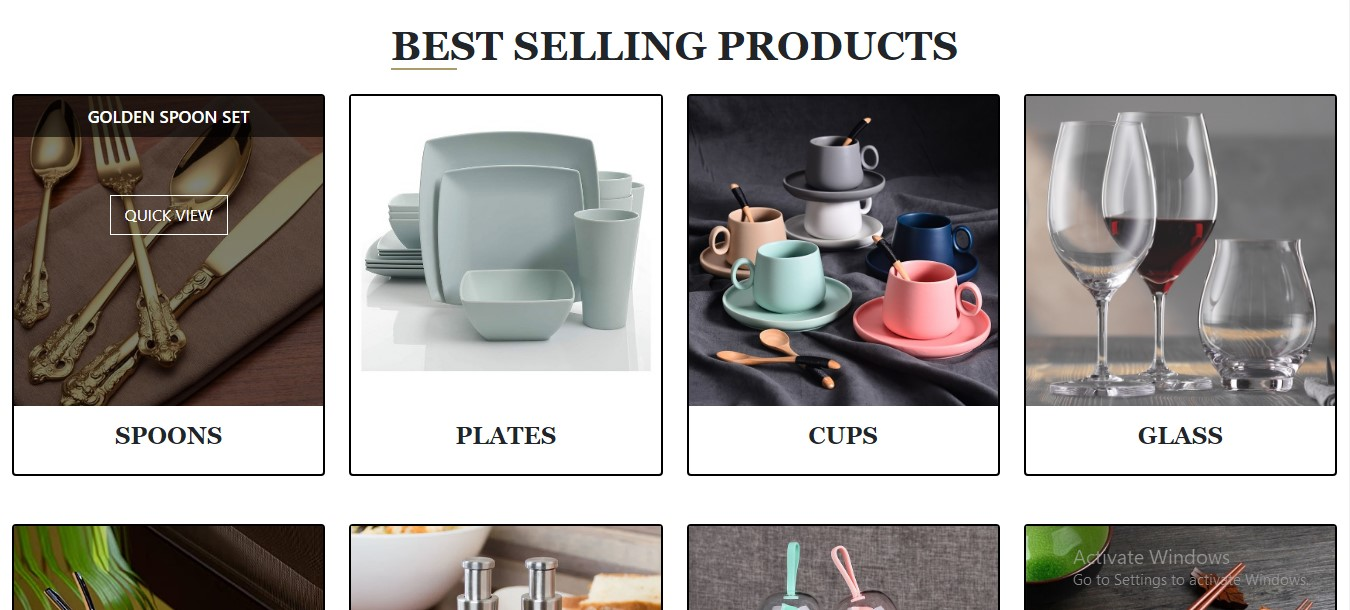 BEST SELLING PRODUCTS
GOLDEN SPOON SET
QUICK VIEW
SPOONS
PLATES
CUPS
GLASS
Activate Windows
Go to Settings to activate Windows.